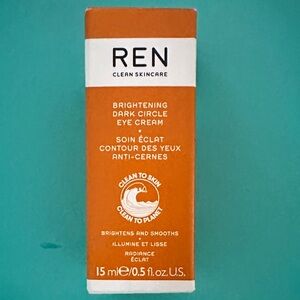 REN
CLEAN SKINCARE
BRIGHTENING
DARK CIRCLE
EYE CREAM
•
SOIN ÉCLAT
CONTOUR DES YEUX
ANTI-CERNES
CLEAN TO SKIN
CLEAN TO PLANET
BRIGHTENS AND SMOOTHS
•
ILLUMINE ET LISSE
RADIANCE
ÉCLAT
15 ml ℮/0.5 fl. oz. U.S.